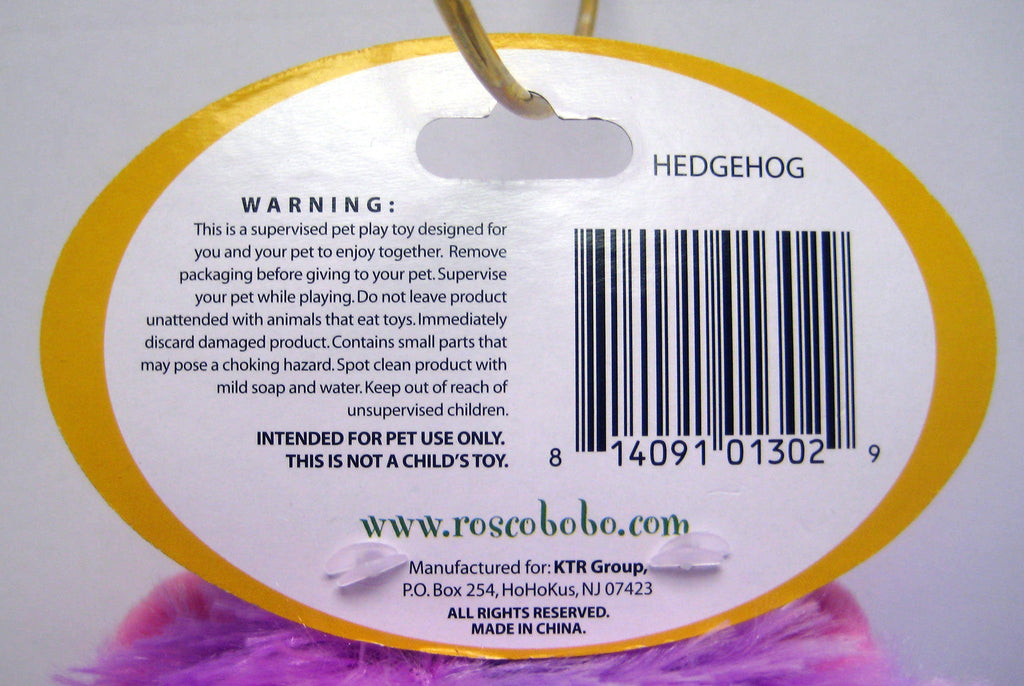 HEDGEHOG
WARNING:
This is a supervised pet play toy designed for
you and your pet to enjoy together. Remove
packaging before giving to your pet. Supervise
your pet while playing. Do not leave product
unattended with animals that eat toys. Immediately
discard damaged product. Contains small parts that
may pose a choking hazard. Spot clean product with
mild soap and water. Keep out of reach of
unsupervised children.
INTENDED FOR PET USE ONLY.
THIS IS NOT A CHILD'S TOY.
8 14091 01302 9
www.roscobobo.com
Manufactured for: KTR Group,
P.O. Box 254, HoHoKus, NJ 07423
ALL RIGHTS RESERVED.
MADE IN CHINA.